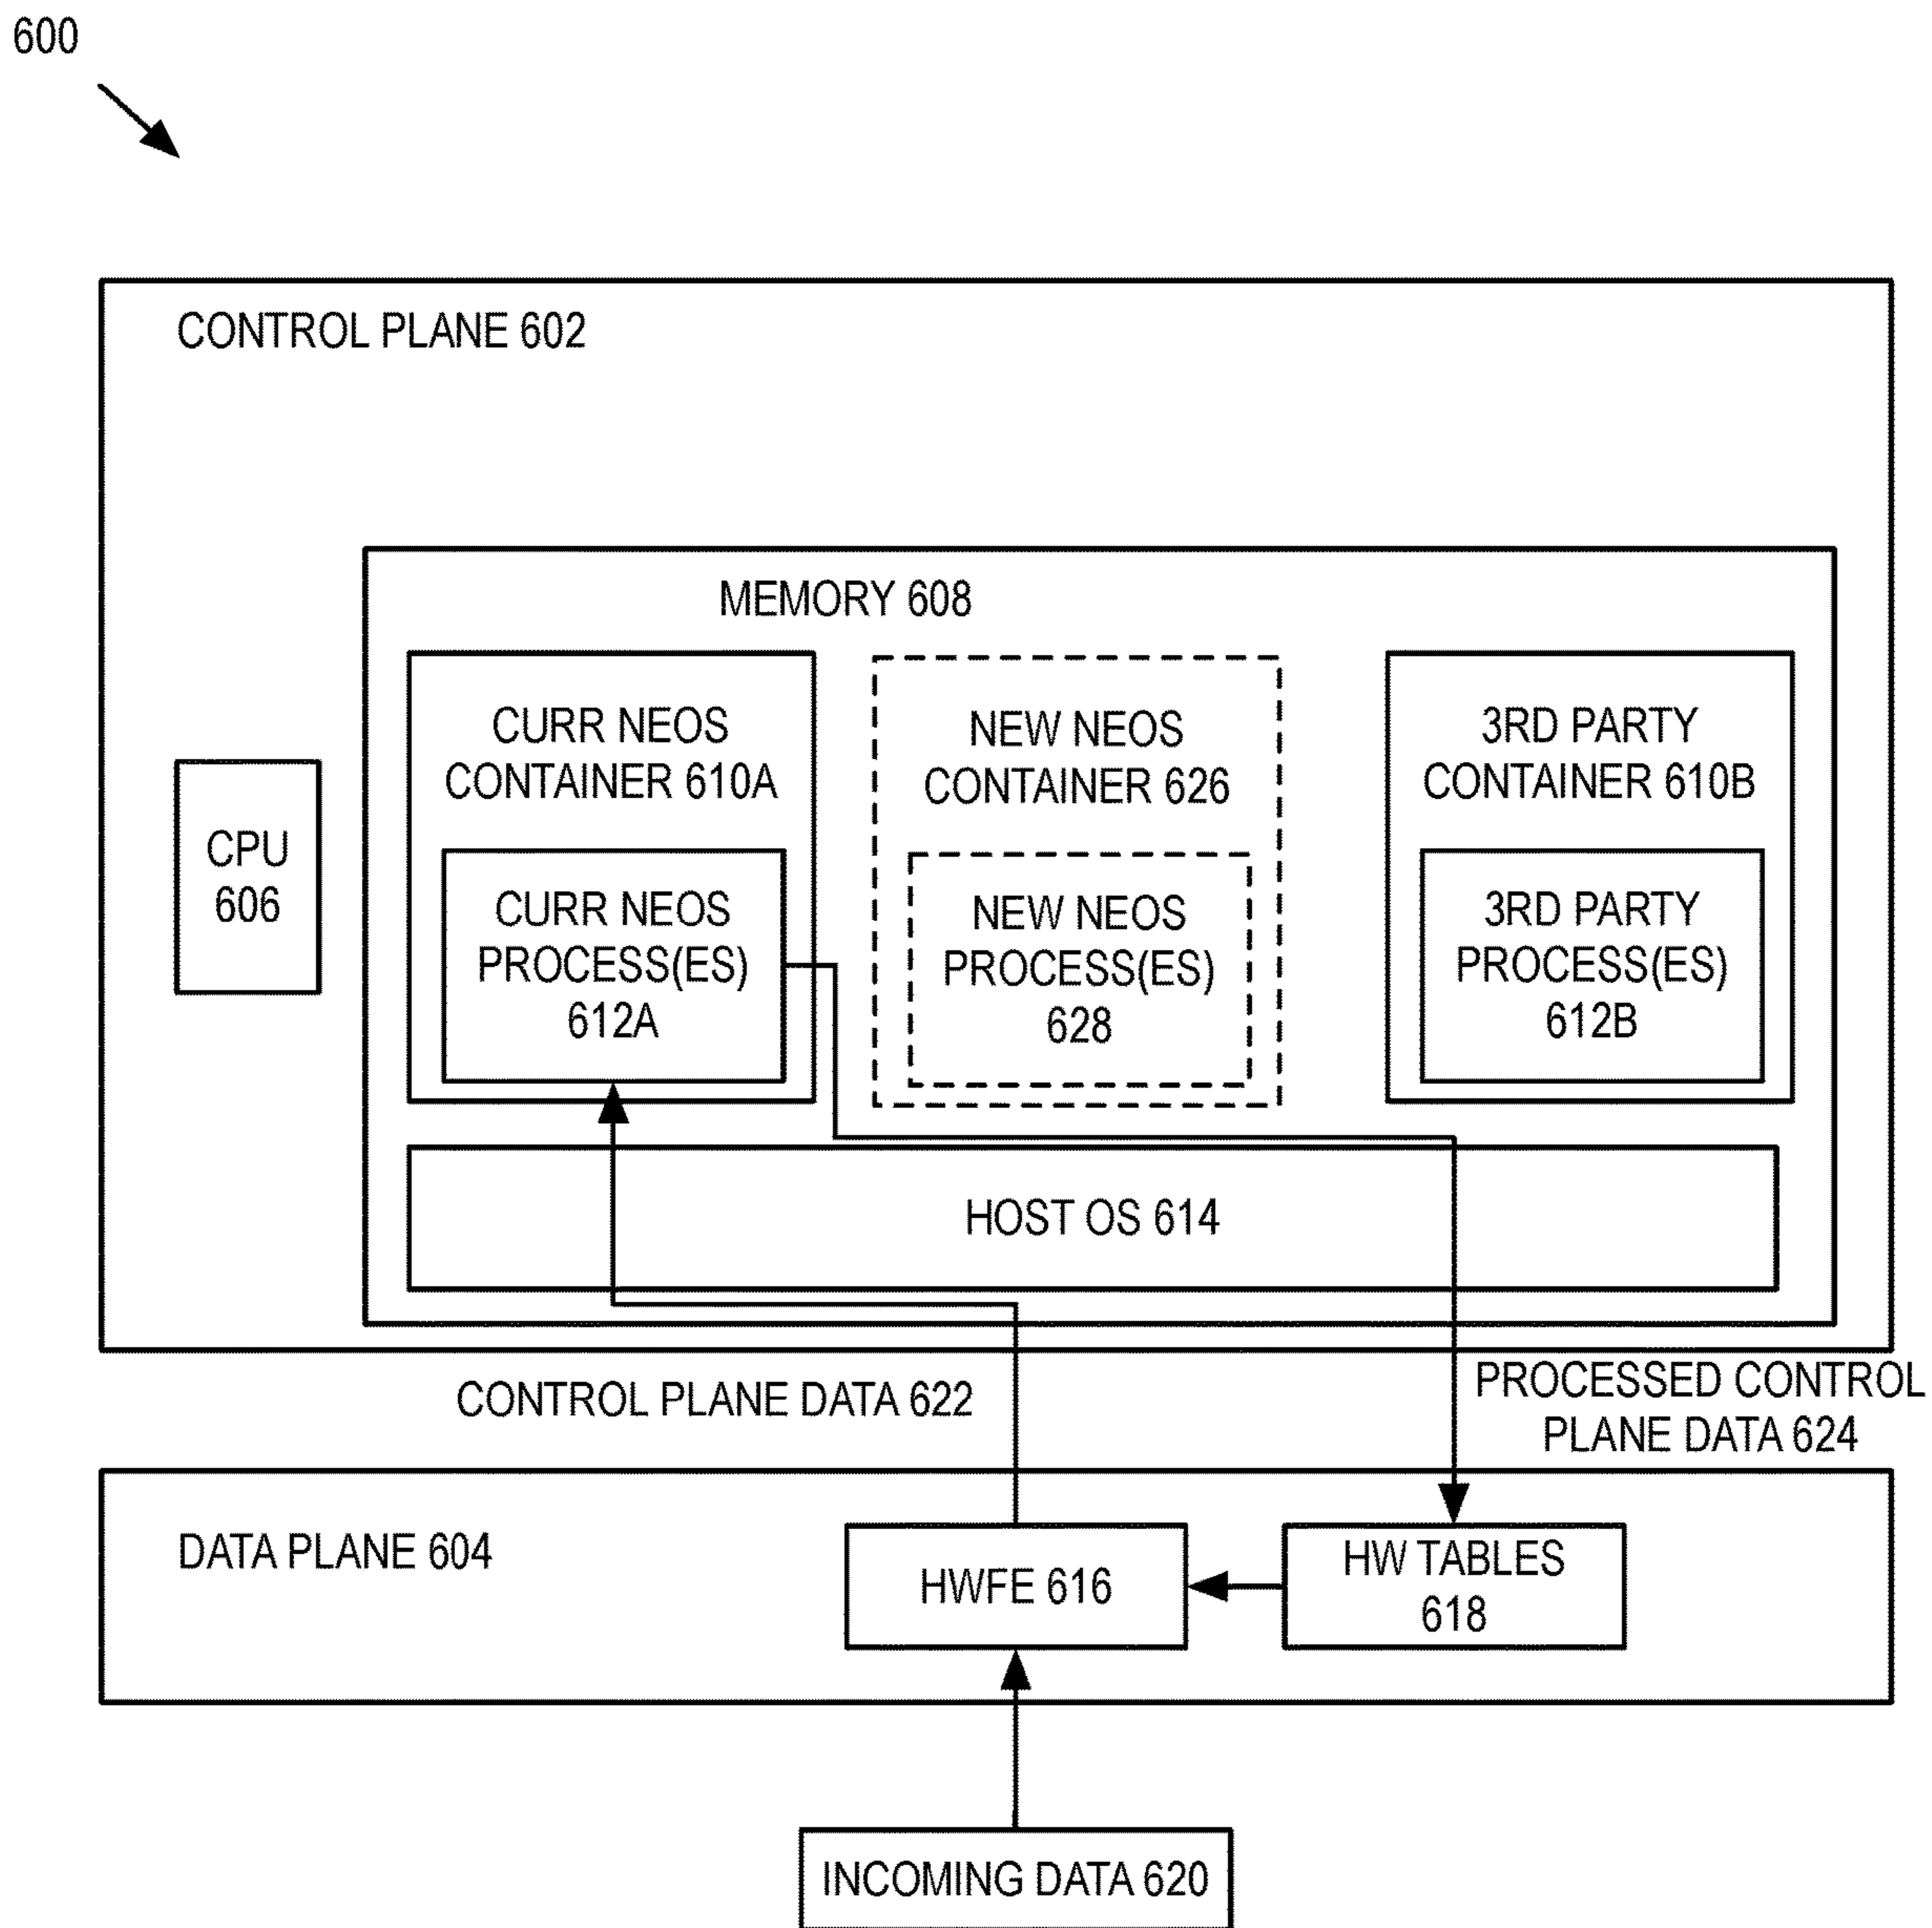 600
CONTROL PLANE 602
MEMORY 608
CURR NEOS
CONTAINER 610A
NEW NEOS
CONTAINER 626
3RD PARTY
CONTAINER 610B
CPU
606
CURR NEOS
PROCESS(ES)
612A
NEW NEOS
PROCESS(ES)
628
3RD PARTY
PROCESS(ES)
612B
HOST OS 614
CONTROL PLANE DATA 622
PROCESSED CONTROL
PLANE DATA 624
DATA PLANE 604
HWFE 616
HW TABLES
618
INCOMING DATA 620